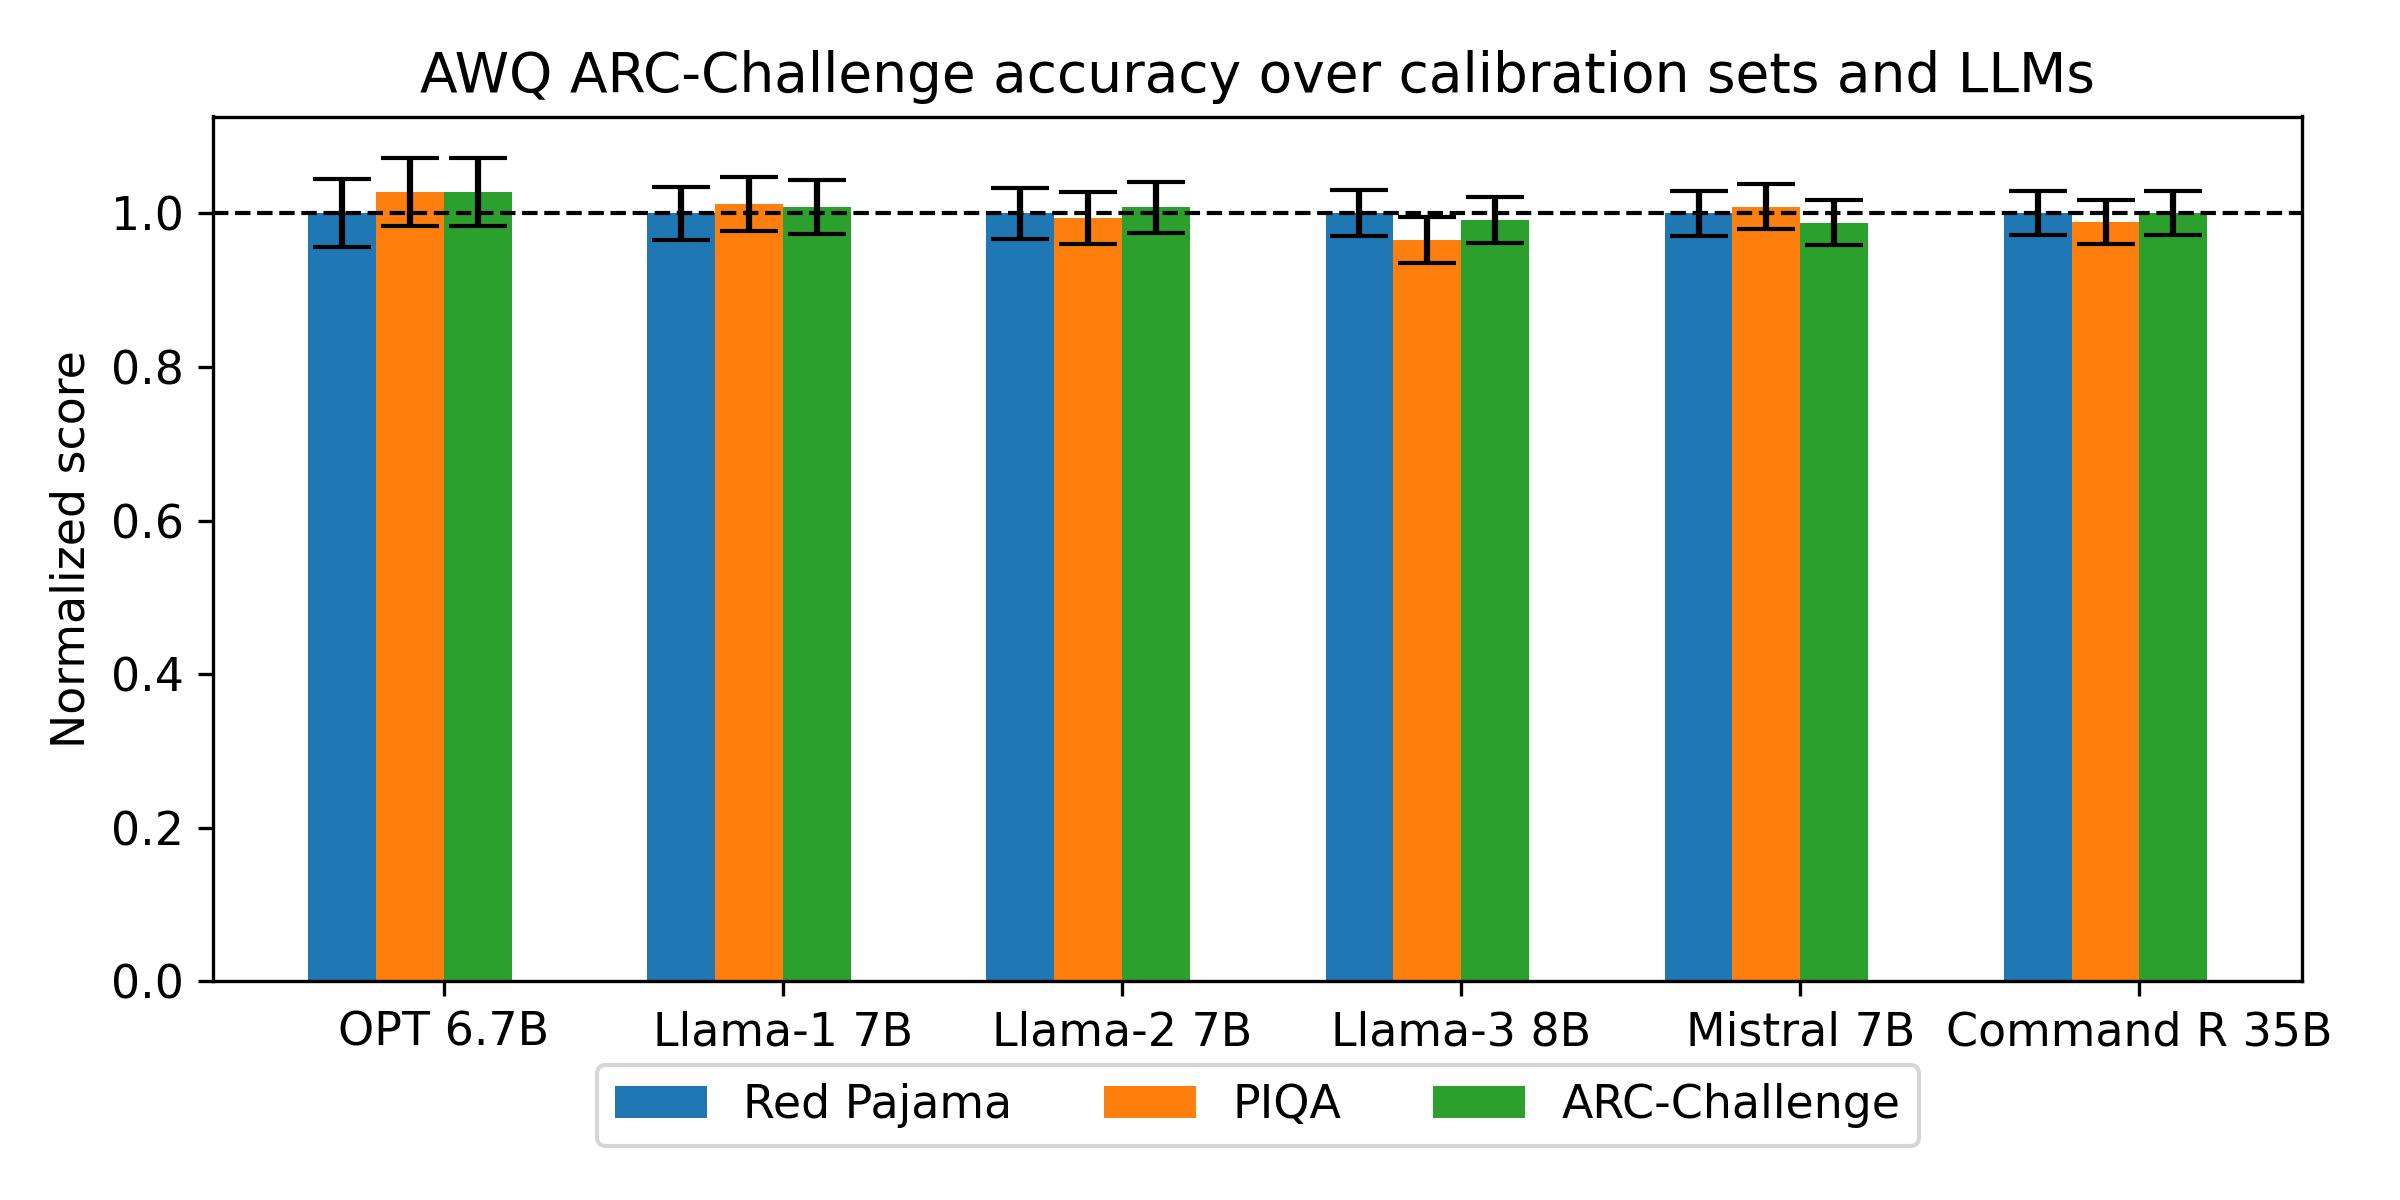 AWQ ARC-Challenge accuracy over calibration sets and LLMs
Normalized score
1.0
0.8
0.6
0.4
0.2
0.0
OPT 6.7B Llama-1 7B Llama-2 7B Llama-3 8B Mistral 7B Command R 35B
Red Pajama PIQA ARC-Challenge